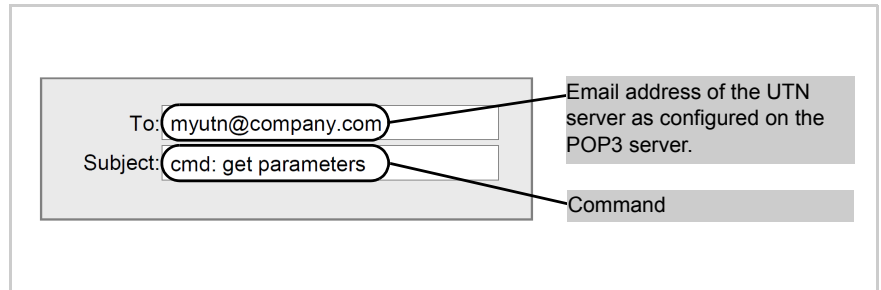 To: myutn@company.com
Subject: cmd: get parameters
Email address of the UTN
server as configured on the
POP3 server.
Command